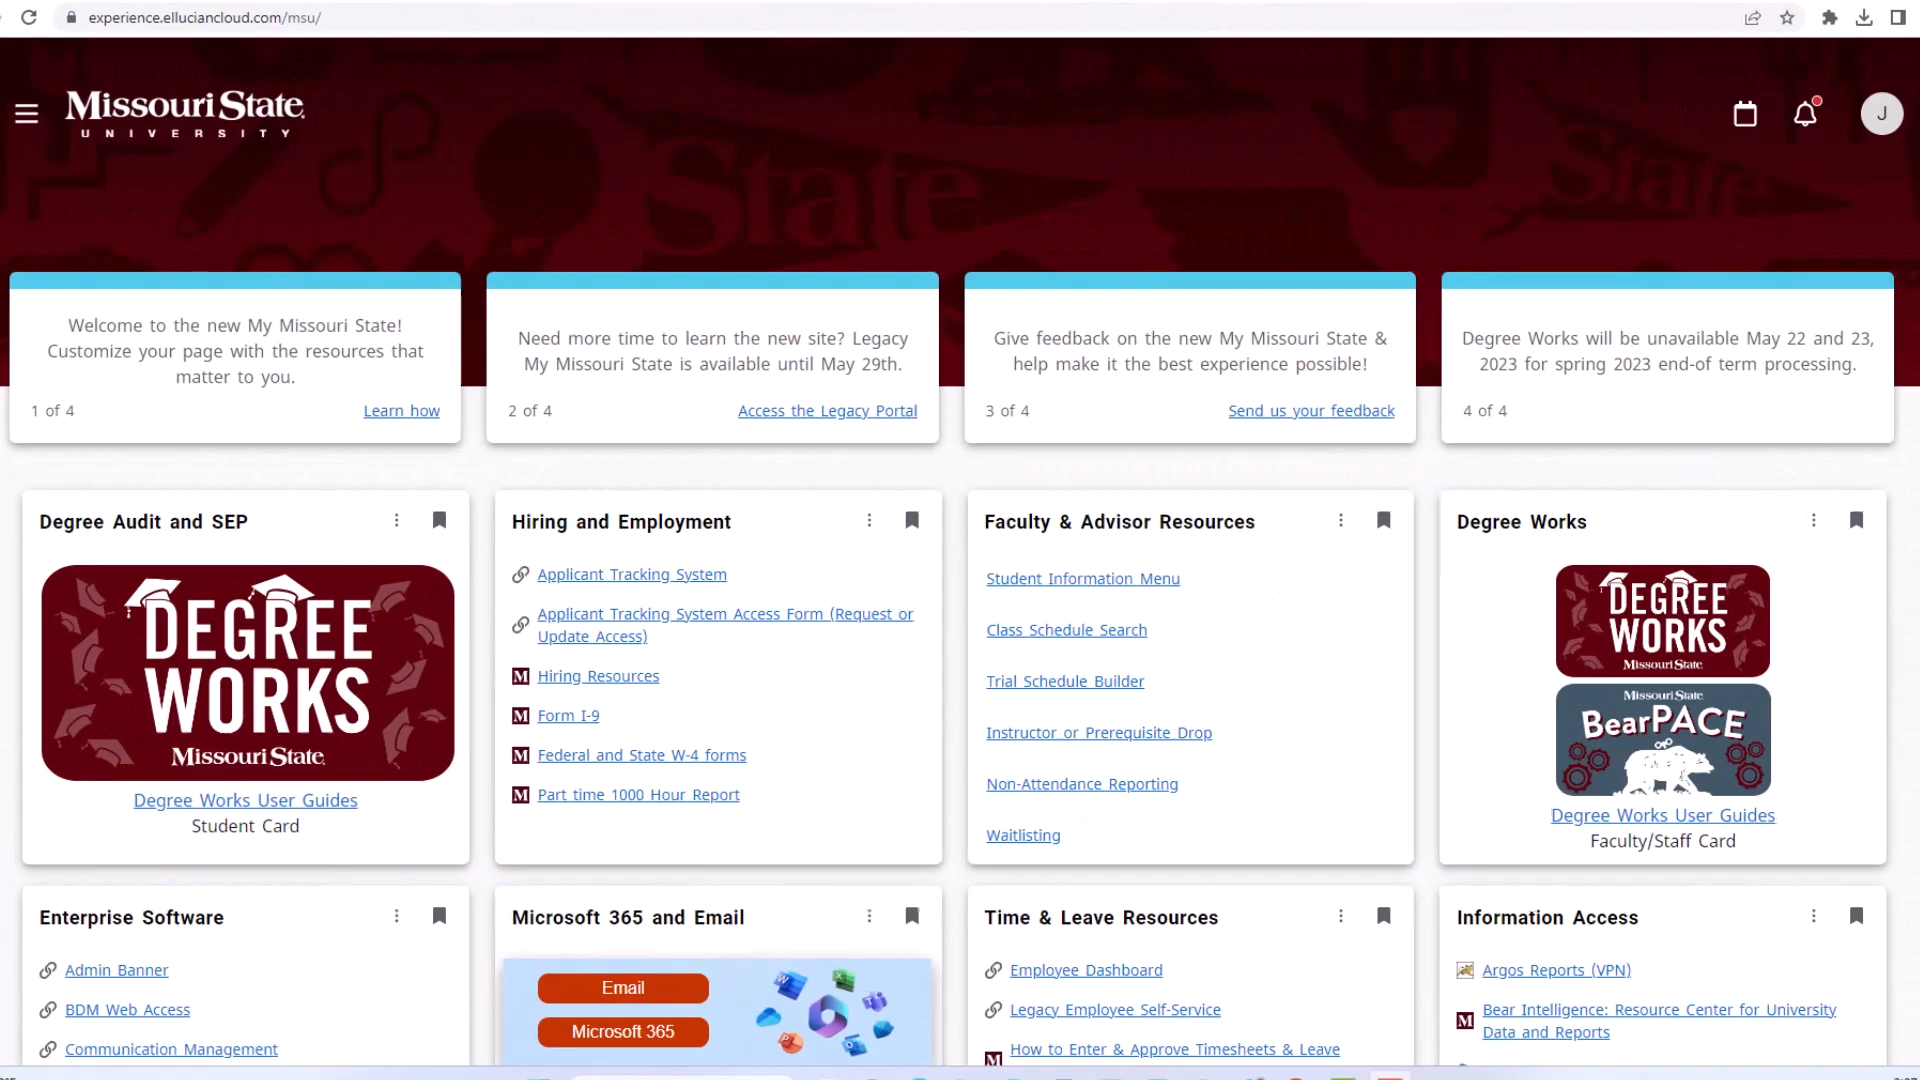 experience.elluciancloud.com/msu/
Missouri State
UNIVERSITY
J
State
State
Welcome to the new My Missouri State!
Customize your page with the resources that
matter to you.
1 of 4
Learn how
Need more time to learn the new site? Legacy
My Missouri State is available until May 29th.
2 of 4
Access the Legacy Portal
Give feedback on the new My Missouri State &
help make it the best experience possible!
3 of 4
Send us your feedback
Degree Works will be unavailable May 22 and 23,
2023 for spring 2023 end-of term processing.
4 of 4
Degree Audit and SEP
DEGREE
WORKS
Missouri State
Degree Works User Guides
Student Card
Hiring and Employment
Applicant Tracking System
Applicant Tracking System Access Form (Request or
Update Access)
M Hiring Resources
M Form I-9
M Federal and State W-4 forms
M Part time 1000 Hour Report
Faculty & Advisor Resources
Student Information Menu
Class Schedule Search
Trial Schedule Builder
Instructor or Prerequisite Drop
Non-Attendance Reporting
Waitlisting
Degree Works
DEGREE
WORKS
Missouri State
Missouri State
BearPACE
Degree Works User Guides
Faculty/Staff Card
Enterprise Software
Admin Banner
BDM Web Access
Communication Management
Microsoft 365 and Email
Email
Microsoft 365
Time & Leave Resources
Employee Dashboard
Legacy Employee Self-Service
M How to Enter & Approve Timesheets & Leave
Information Access
Argos Reports (VPN)
M Bear Intelligence: Resource Center for University
Data and Reports